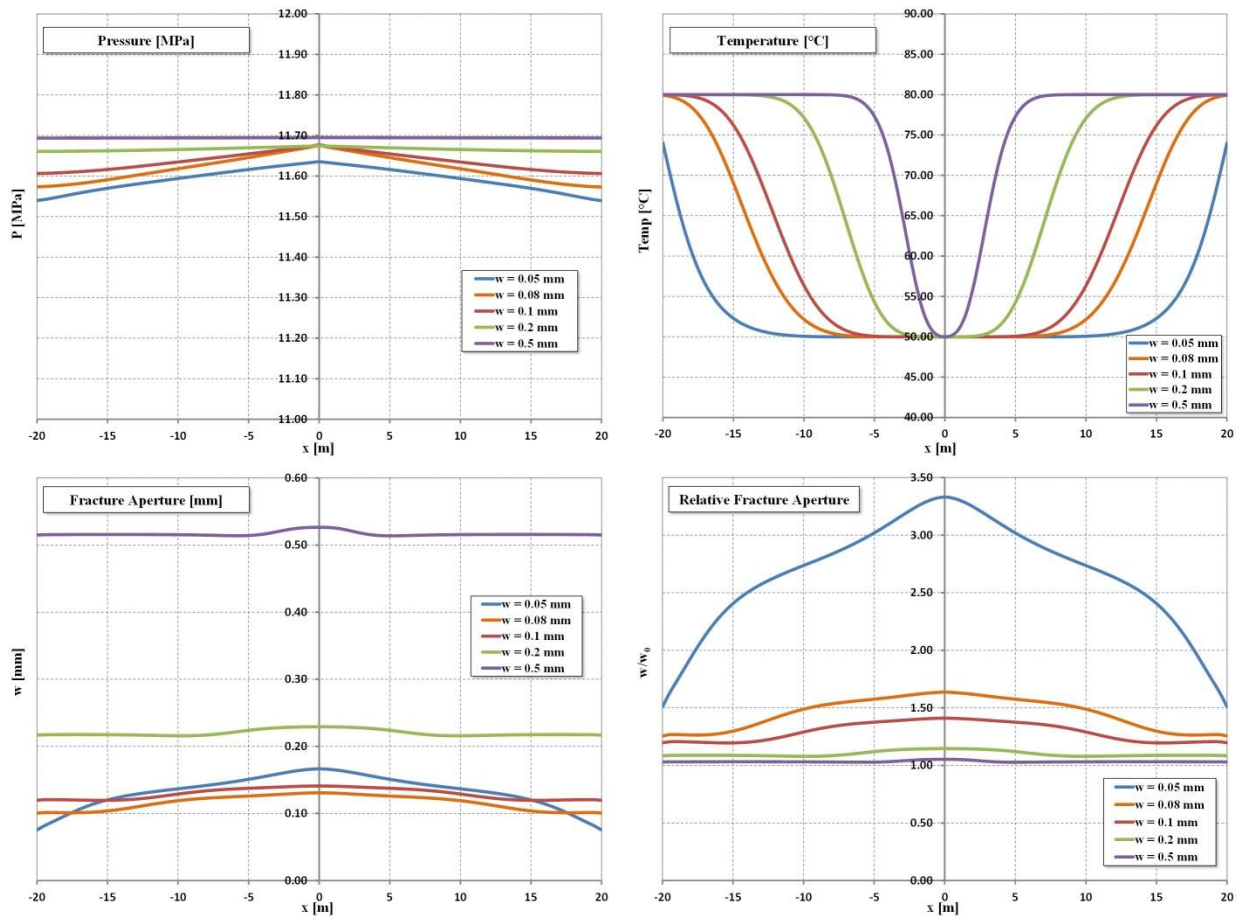 Pressure [MPa]
12.00
11.90
11.80
11.70
11.60
11.50
11.40
11.30
11.20
11.10
11.00
P [MPa]
w = 0.05 mm
w = 0.08 mm
w = 0.1 mm
w = 0.2 mm
w = 0.5 mm
-20 -15 -10 -5 0 5 10 15 20
x [m]
Temperature [°C]
90.00
85.00
80.00
75.00
70.00
65.00
60.00
55.00
50.00
45.00
40.00
Temp [°C]
w = 0.05 mm
w = 0.08 mm
w = 0.1 mm
w = 0.2 mm
w = 0.5 mm
-20 -15 -10 -5 0 5 10 15 20
x [m]
Fracture Aperture [mm]
0.60
0.50
0.40
0.30
0.20
0.10
0.00
w [mm]
w = 0.05 mm
w = 0.08 mm
w = 0.1 mm
w = 0.2 mm
w = 0.5 mm
-20 -15 -10 -5 0 5 10 15 20
x [m]
Relative Fracture Aperture
3.50
3.00
2.50
2.00
1.50
1.00
0.50
0.00
w/w₀
w = 0.05 mm
w = 0.08 mm
w = 0.1 mm
w = 0.2 mm
w = 0.5 mm
-20 -15 -10 -5 0 5 10 15 20
x [m]